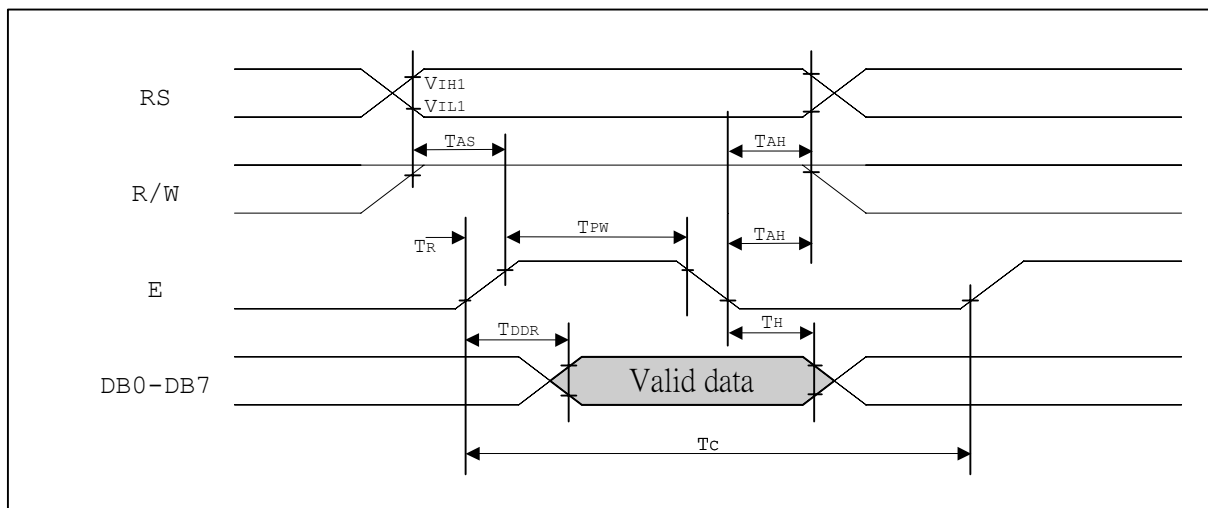 RS
VIH1
VIL1
TAS
TAH
R/W
TPW
TAH
TR
E
TDDR
TH
DB0-DB7
Valid data
TC